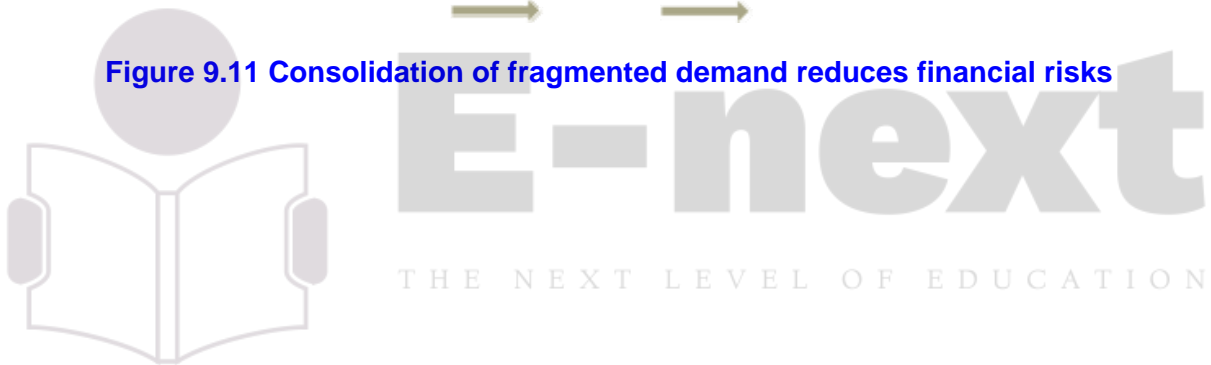 Figure 9.11 Consolidation of fragmented demand reduces financial risks
E-next
THE NEXT LEVEL OF EDUCATION